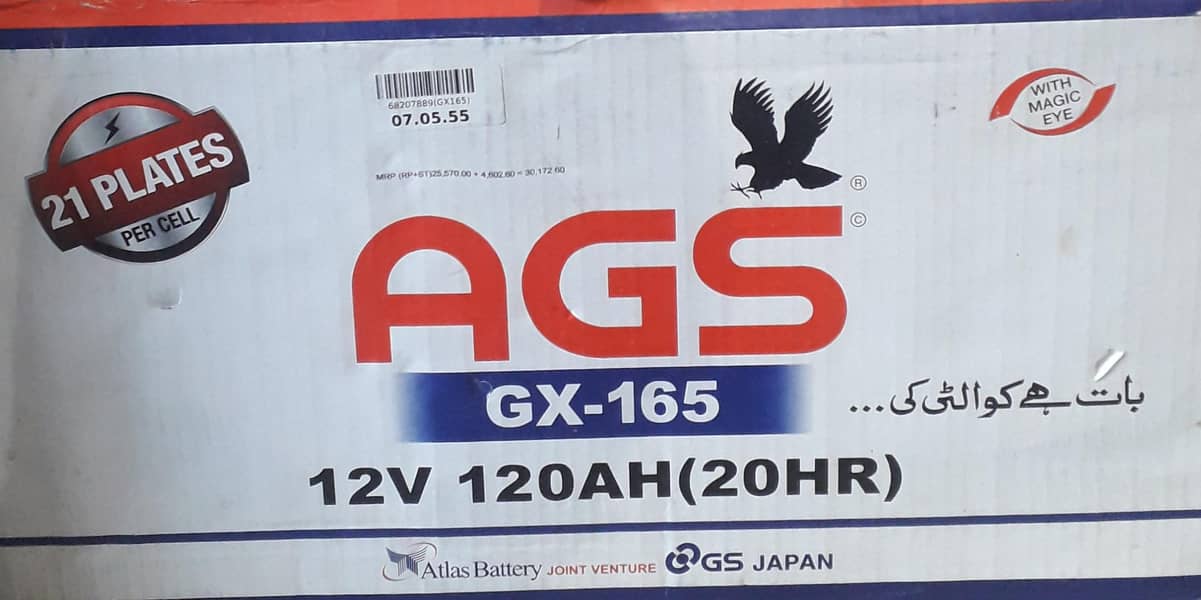 21 PLATES
PER CELL
68207889(GX165)
07.05.55
MRP (RP+ST)25,570.00 + 4,602.60 = 30,172.60
WITH
MAGIC
EYE
®
©
AGS
GX-165
بات ہے کوالٹی کی...
12V 120AH(20HR)
Atlas Battery JOINT VENTURE GS JAPAN